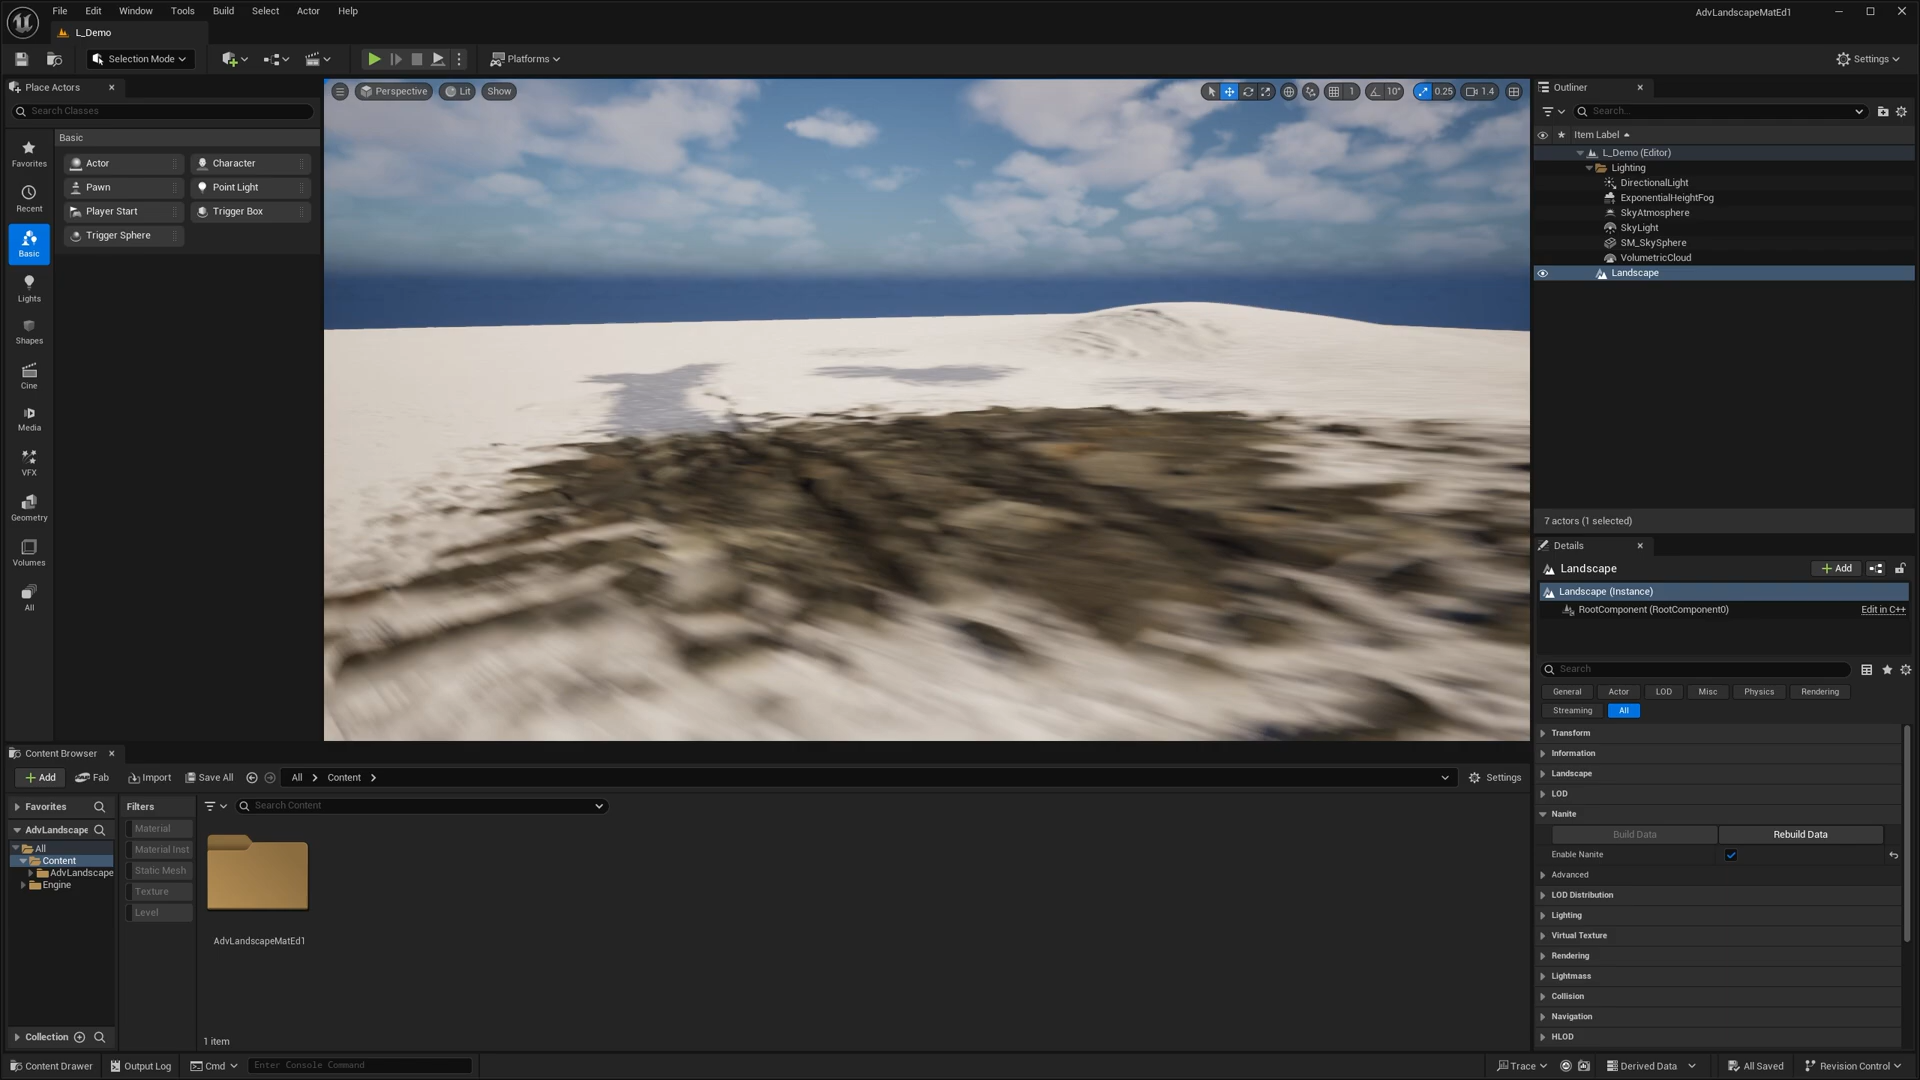 File Edit Window Tools Build Select Actor Help
AdvLandscapeMatEd1
L_Demo
Selection Mode
Platforms
Settings
Place Actors
Search Classes
Favorites
Recent
Basic
Lights
Shapes
Cine
Media
VFX
Geometry
Volumes
All
Basic
Actor
Character
Pawn
Point Light
Player Start
Trigger Box
Trigger Sphere
Perspective
Lit
Show
1
10°
0.25
1.4
Outliner
Search...
Item Label
L_Demo (Editor)
Lighting
DirectionalLight
ExponentialHeightFog
SkyAtmosphere
SkyLight
SM_SkySphere
VolumetricCloud
Landscape
7 actors (1 selected)
Details
Landscape
Add
Landscape (Instance)
RootComponent (RootComponent0)
Edit in C++
Search
General
Actor
LOD
Misc
Physics
Rendering
Streaming
All
Transform
Information
Landscape
LOD
Nanite
Build Data
Rebuild Data
Enable Nanite
Advanced
LOD Distribution
Lighting
Virtual Texture
Rendering
Lightmass
Collision
Navigation
HLOD
Content Browser
Add
Fab
Import
Save All
All
Content
Settings
Favorites
AdvLandscape
All
Content
AdvLandscape
Engine
Collection
Filters
Material
Material Inst
Static Mesh
Texture
Level
Search Content
AdvLandscapeMatEd1
1 item
Content Drawer
Output Log
Cmd
Enter Console Command
Trace
Derived Data
All Saved
Revision Control